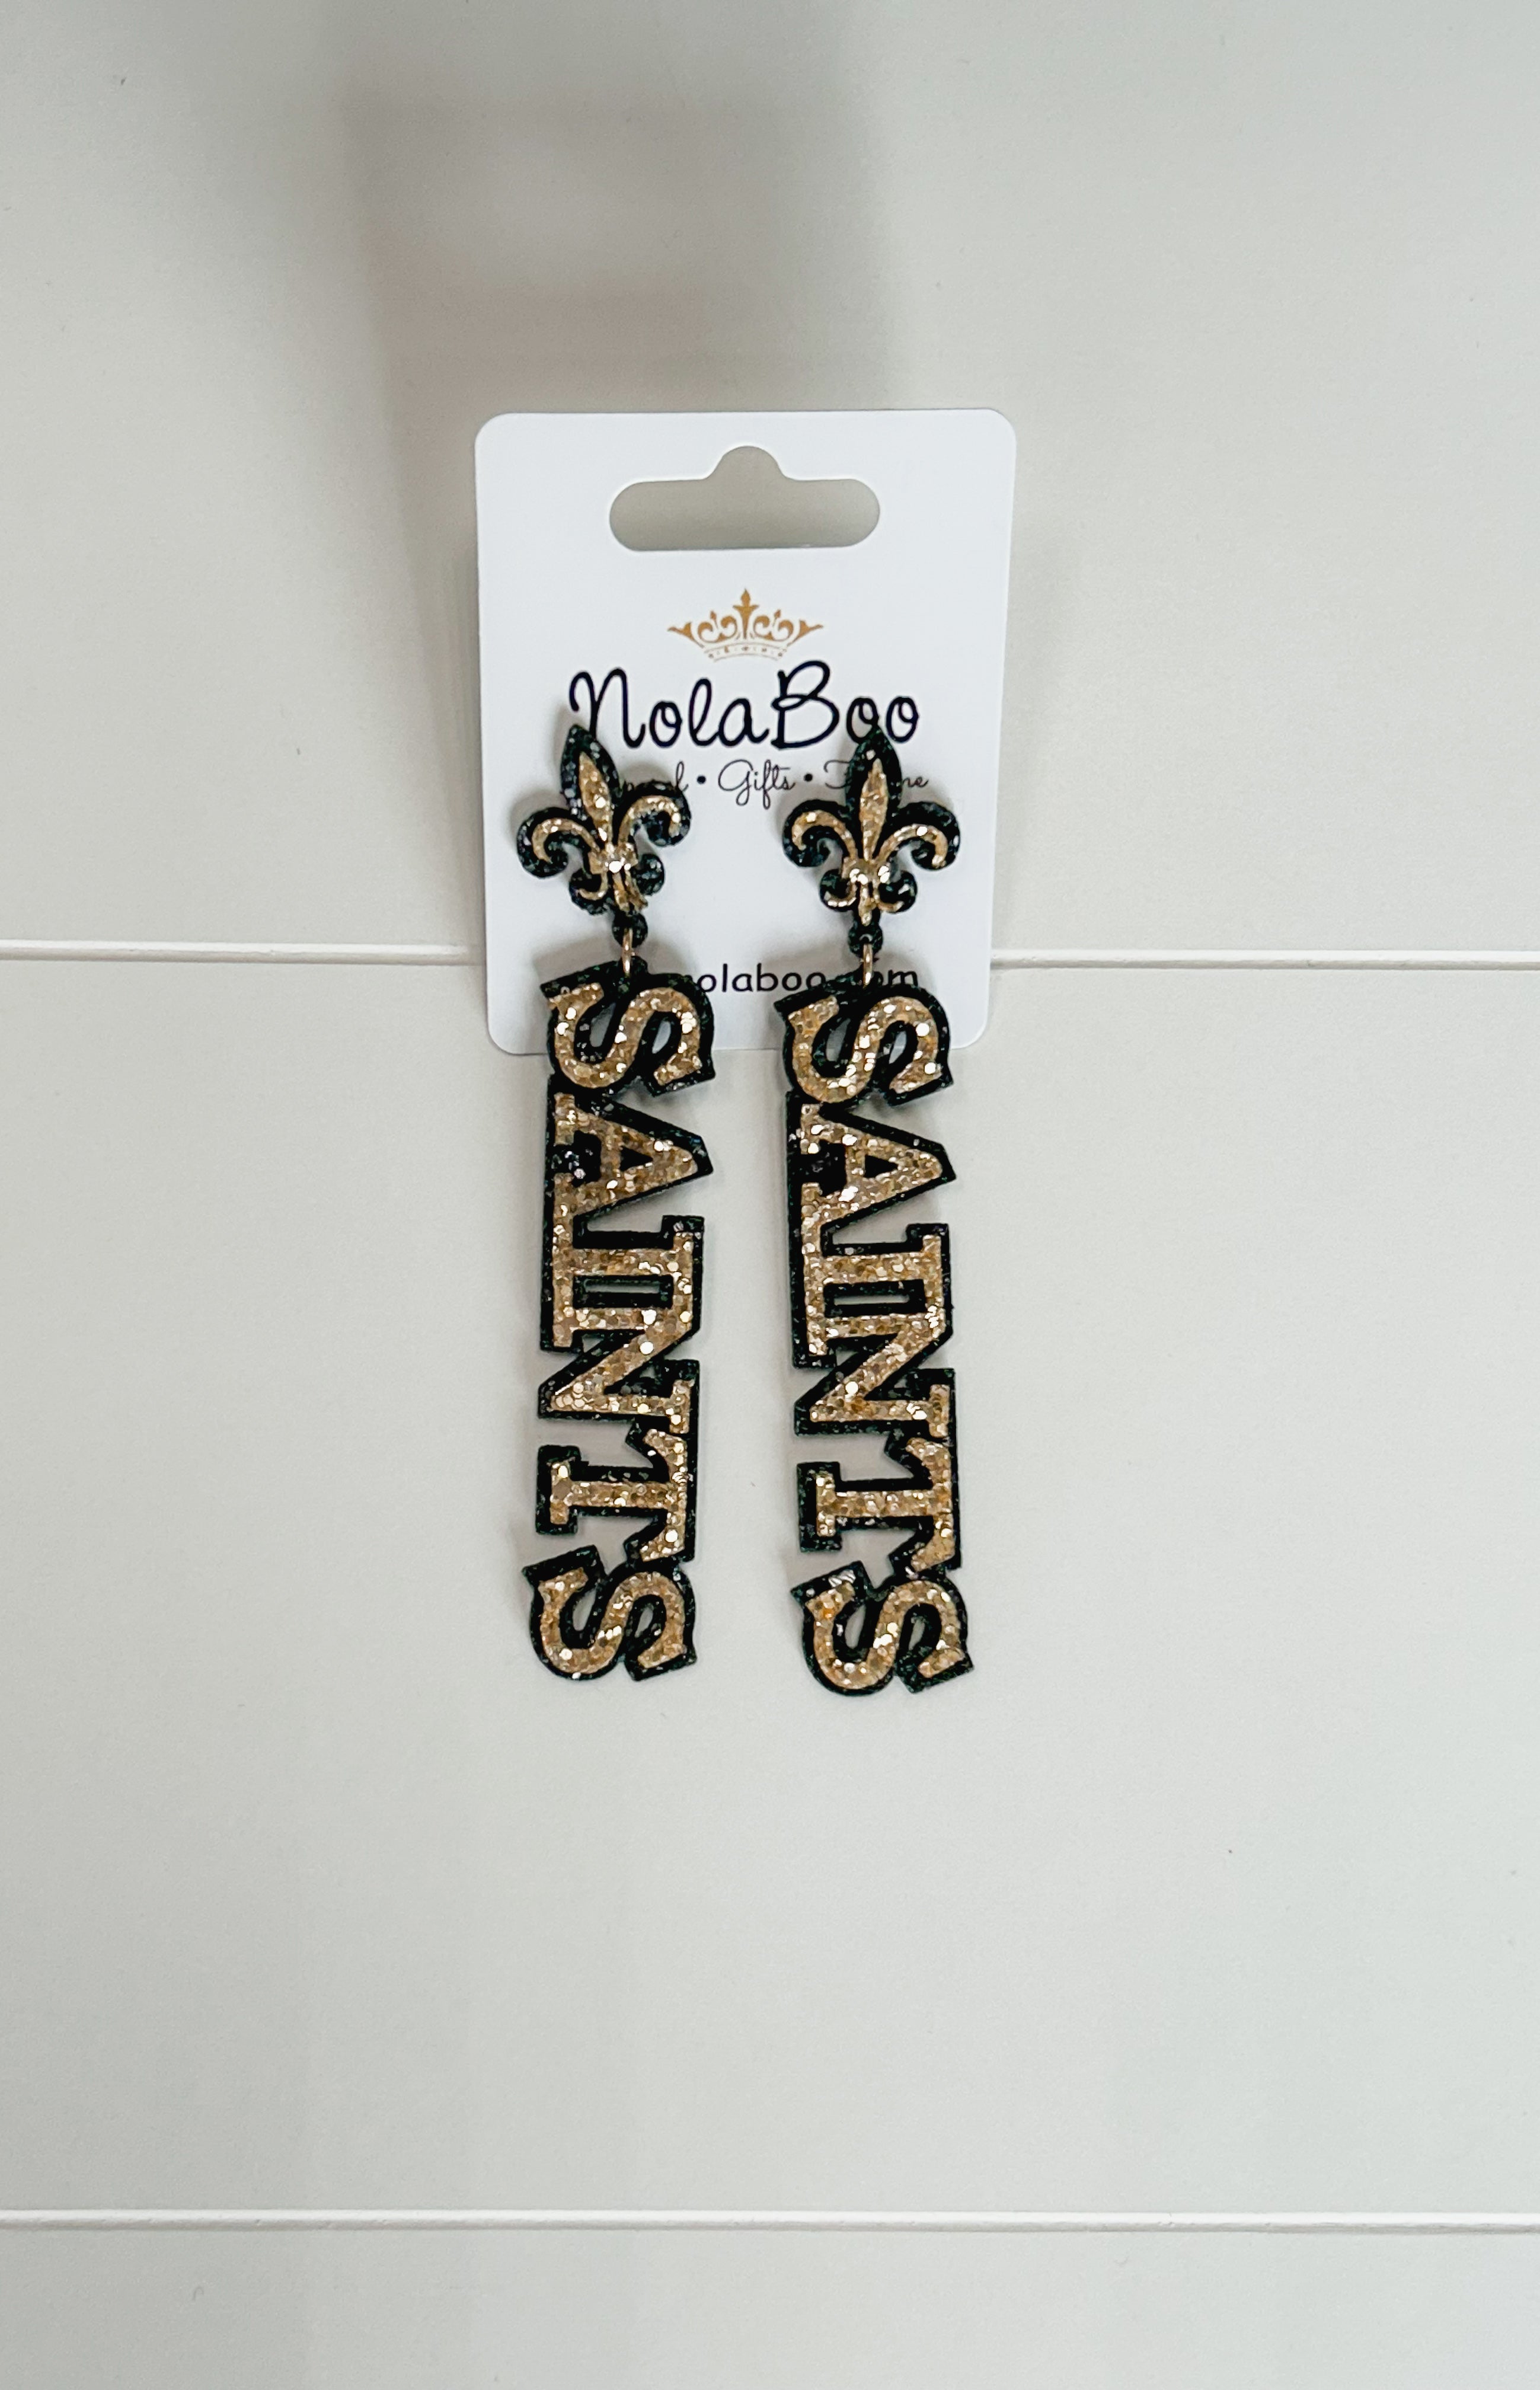 NolaBoo
• Gifts •
SAINTS
SAINTS